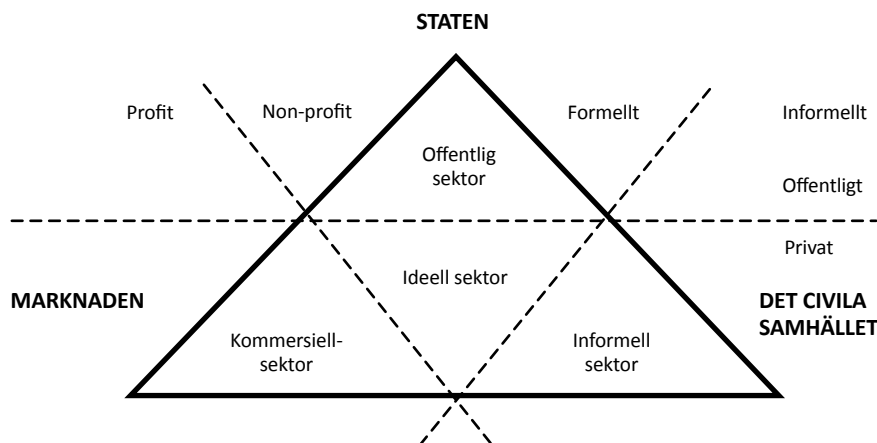 STATEN
Profit
Non-profit
Formellt
Informellt
Offentlig
sektor
Offentligt
Privat
Ideell sektor
MARKNADEN
DET CIVILA
SAMHÄLLET
Kommersiell-
sektor
Informell
sektor